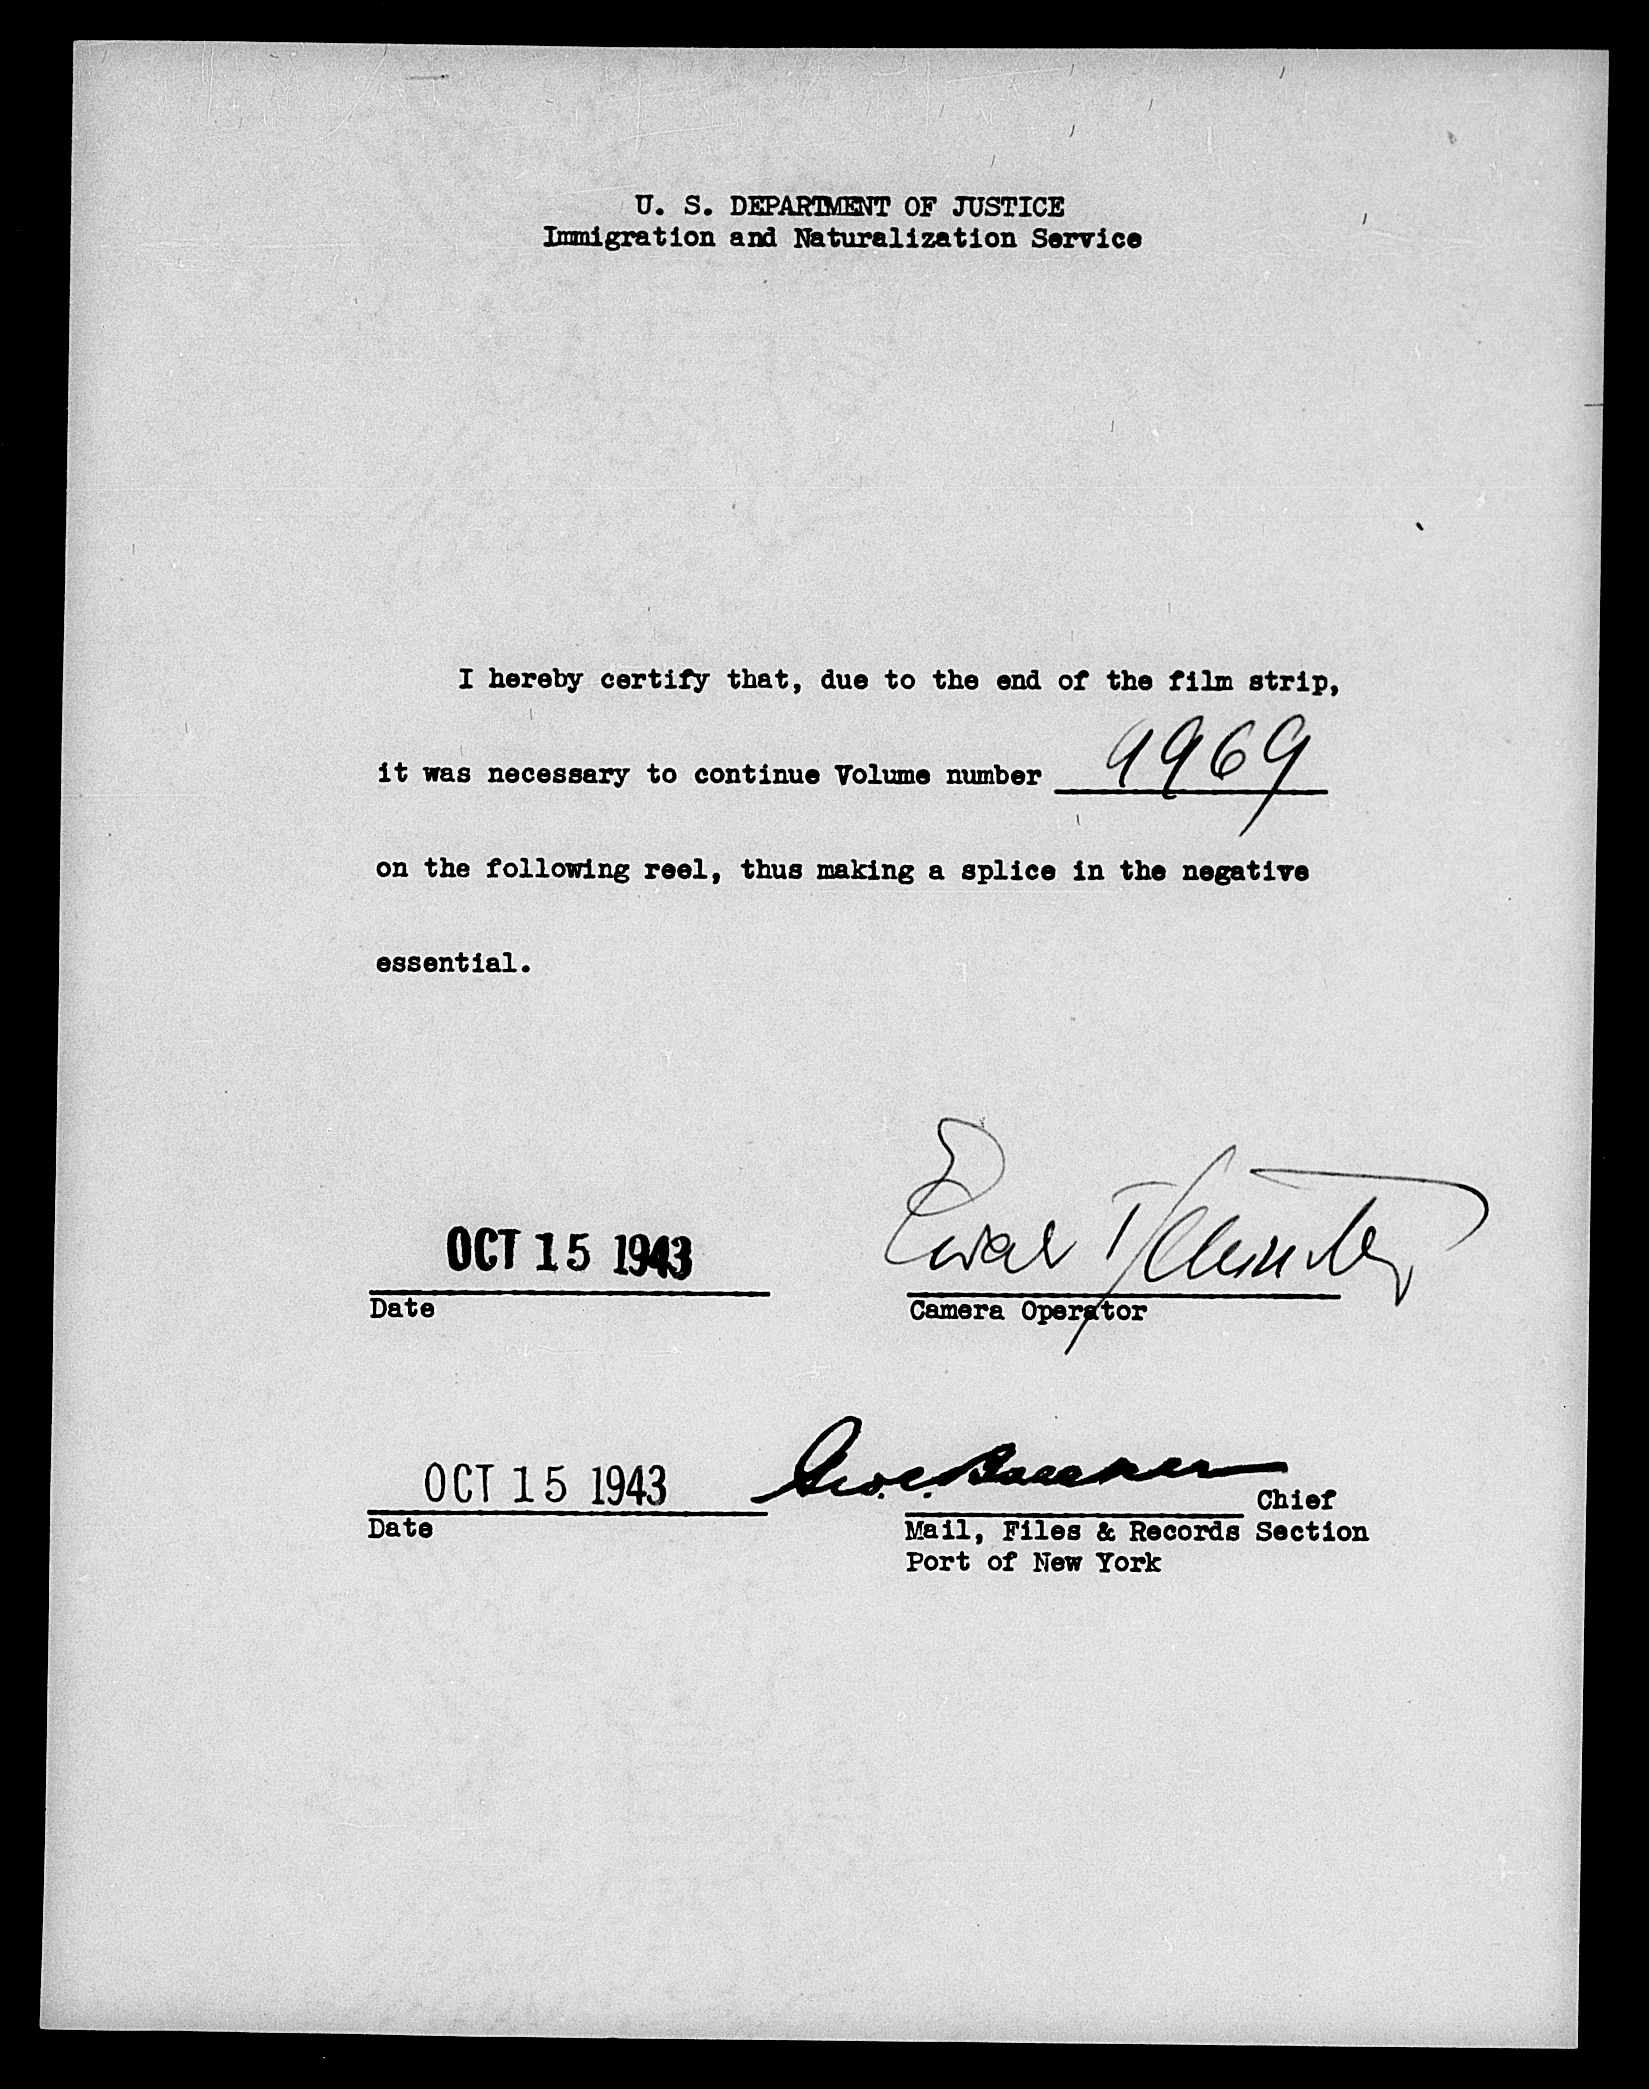 U. S. DEPARTMENT OF JUSTICE
Immigration and Naturalization Service
I hereby certify that, due to the end of the film strip,
it was necessary to continue Volume number 9969
on the following reel, thus making a splice in the negative
essential.
OCT 15 1943
Date
Camera Operator
OCT 15 1943
Geo.
Chief
Date
Mail, Files & Records Section
Port of New York